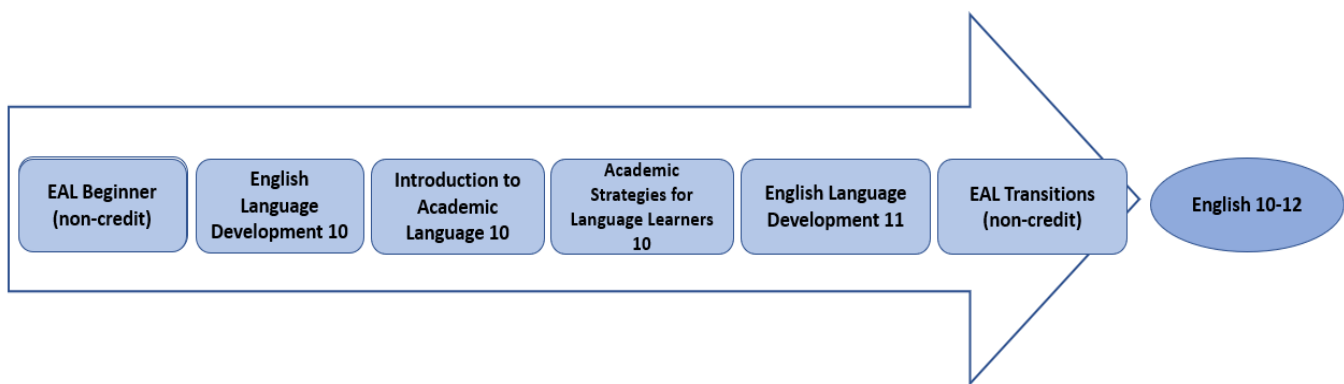 EAL Beginner
(non-credit)
English
Language
Development 10
Introduction to
Academic
Language 10
Academic
Strategies for
Language Learners
10
English Language
Development 11
EAL Transitions
(non-credit)
English 10-12